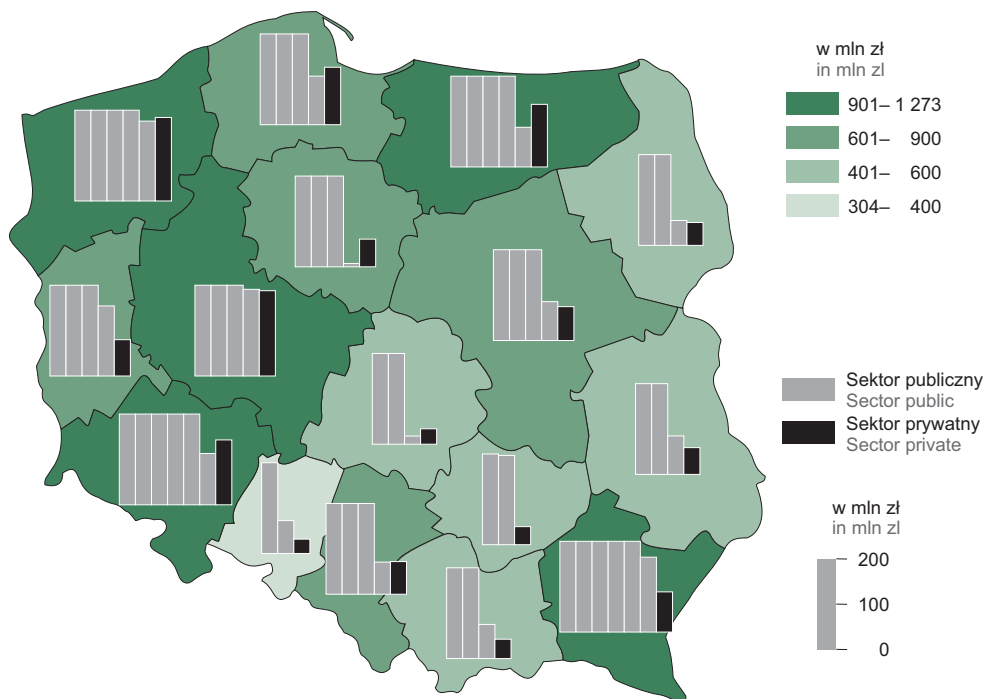 w mln zł
in mln zl
901– 1 273
601– 900
401– 600
304– 400
Sektor publiczny
Sector public
Sektor prywatny
Sector private
w mln zł
in mln zl
200
100
0